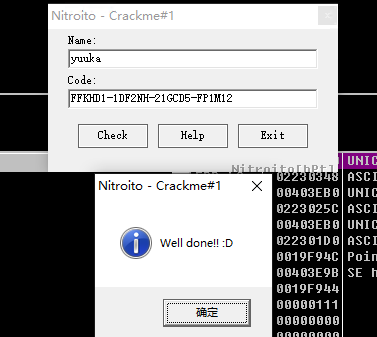 Nitroito - Crackme#1
Name:
yuuka
Code:
FFKHD1-1DF2NH-21GCD5-FP1M12
Check Help Exit
Nitroito[bPt]
UNIC
02230348 ASCI
00403EB0 UNIC
0223025C ASCI
00403EB0 UNIC
022301D0 ASCI
0019F94C Poin
00403E9B SE h
0019F944
00000111
00000000
00000000
Nitroito - Crackme#1
Well done!! :D
确定